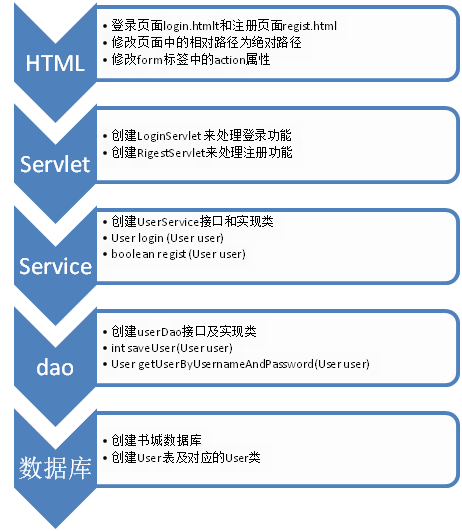 HTML
• 登录页面login.htmlt和注册页面regist.html
• 修改页面中的相对路径为绝对路径
• 修改form标签中的action属性
Servlet
• 创建LoginServlet 来处理登录功能
• 创建RigestServlet来处理注册功能
Service
• 创建UserService接口和实现类
• User login (User user)
• boolean regist (User user)
dao
• 创建userDao接口及实现类
• int saveUser(User user)
• User getUserByUsernameAndPassword(User user)
数据库
• 创建书城数据库
• 创建User表及对应的User类